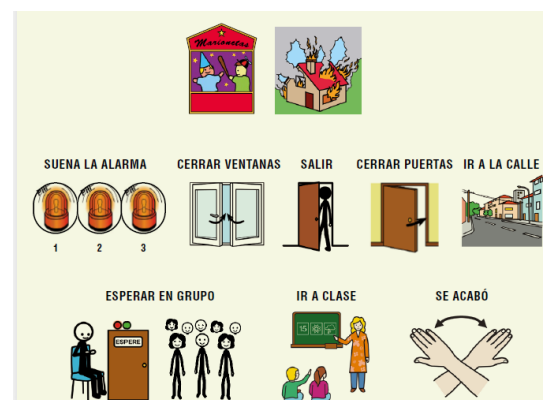 Marionetas
SUENA LA ALARMA CERRAR VENTANAS SALIR CERRAR PUERTAS IR A LA CALLE
1 2 3
ESPERAR EN GRUPO IR A CLASE SE ACABÓ
ESPERE
15